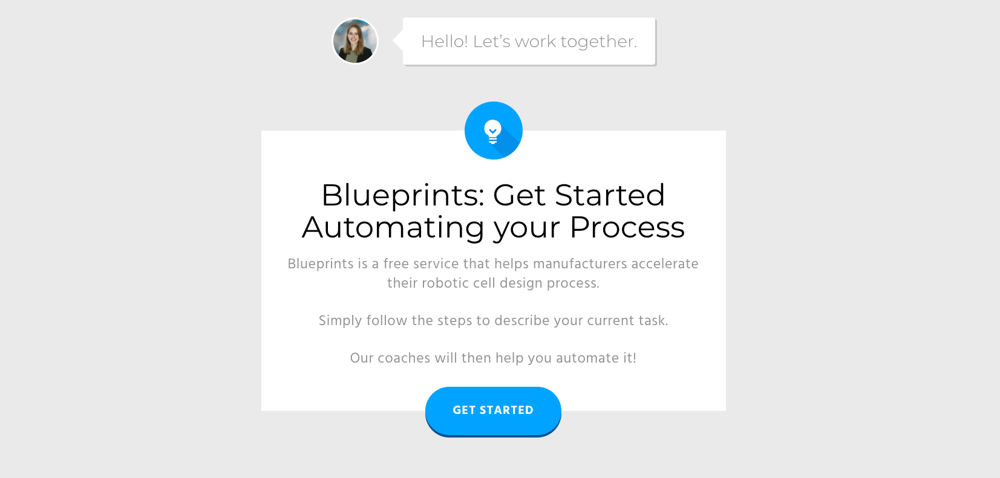 Hello! Let’s work together.
Blueprints: Get Started
Automating your Process
Blueprints is a free service that helps manufacturers accelerate
their robotic cell design process.
Simply follow the steps to describe your current task.
Our coaches will then help you automate it!
GET STARTED